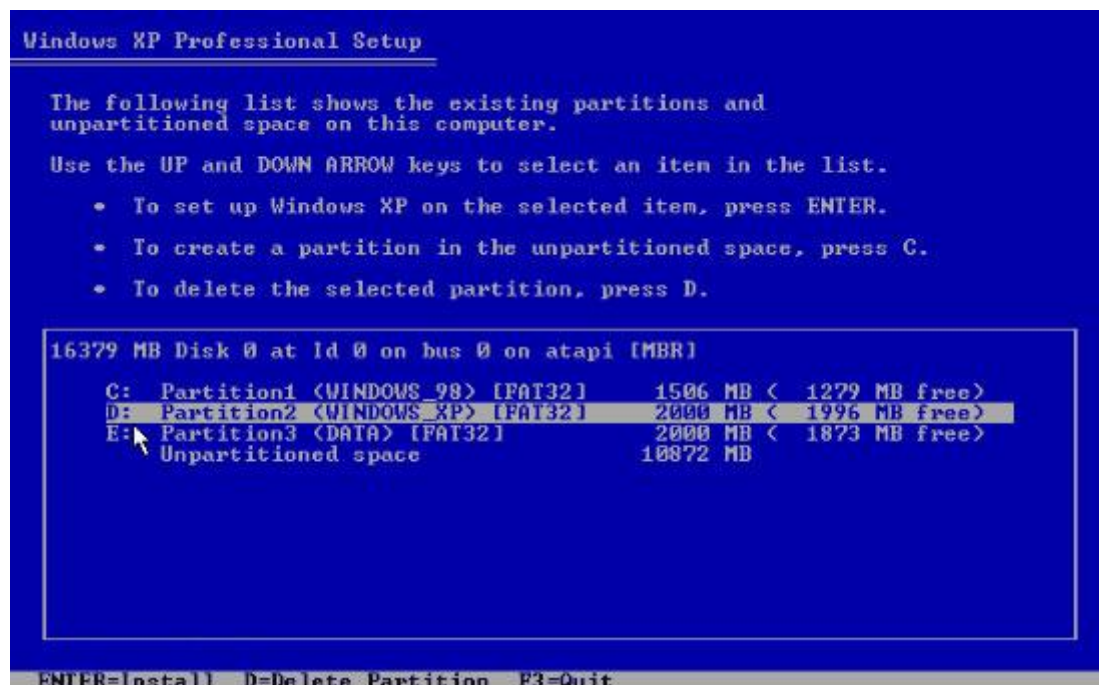 Windows XP Professional Setup
The following list shows the existing partitions and
unpartitioned space on this computer.
Use the UP and DOWN ARROW keys to select an item in the list.
• To set up Windows XP on the selected item, press ENTER.
• To create a partition in the unpartitioned space, press C.
• To delete the selected partition, press D.
16379 MB Disk 0 at Id 0 on bus 0 on atapi [MBR]
C: Partition1 (WINDOWS_98) [FAT32] 1506 MB ( 1279 MB free)
D: Partition2 (WINDOWS_XP) [FAT32] 2000 MB ( 1996 MB free)
E: Partition3 (DATA) [FAT32] 2000 MB ( 1873 MB free)
Unpartitioned space 10872 MB
ENTER=Install D=Delete Partition F3=Quit